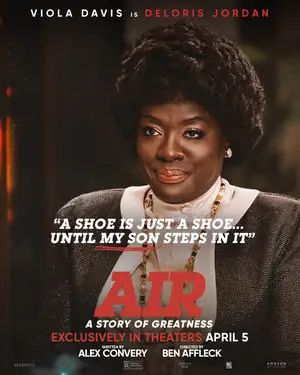 VIOLA DAVIS IS DELORIS JORDAN
"A SHOE IS JUST A SHOE...
UNTIL MY SON STEPS IN IT"
AIR
A STORY OF GREATNESS
EXCLUSIVELY IN THEATERS APRIL 5
WRITTEN BY
ALEX CONVERY
DIRECTED BY
BEN AFFLECK